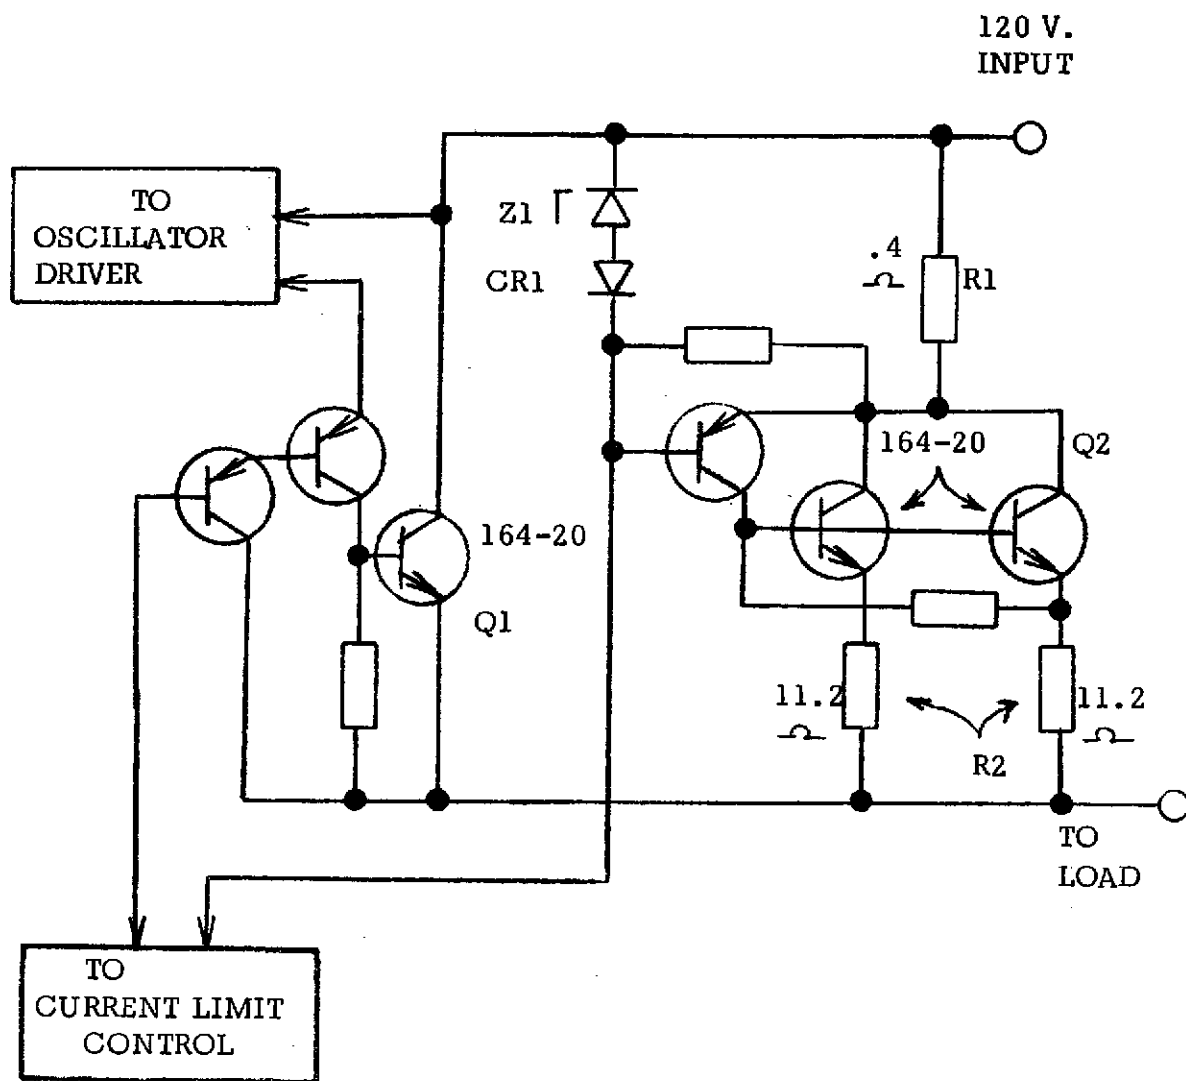 120 V.
INPUT
TO
OSCILLATOR
DRIVER
Z1
CR1
.4
R1
164-20
Q2
164-20
Q1
11.2
R2
11.2
TO
LOAD
TO
CURRENT LIMIT
CONTROL